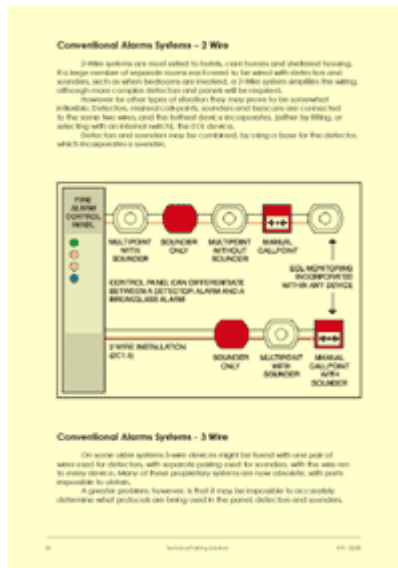 Conventional Alarms Systems - 2 Wire
2-Wire systems are most suited to hotels, care homes and sheltered housing.
If a large number of separate rooms each need to be wired with detectors and
sounders, such as when bedrooms are involved, a 2-Wire system simplifies the wiring,
although more complex detectors and panels will be required.
However for other types of situation they may prove to be somewhat
inflexible. Detectors, manual callpoints, sounders and beacons are connected
to the same two wires, and the furthest device incorporates, (either by fitting, or
selecting with an internal switch), the EOL device.
Detectors and sounders may be combined, by using a base for the detector,
which incorporates a sounder.
FIRE
ALARM
CONTROL
PANEL
MULTIPOINT
WITH
SOUNDER
SOUNDER
ONLY
MULTIPOINT
WITHOUT
SOUNDER
MANUAL
CALLPOINT
EOL MONITORING
INCORPORATED
WITHIN ANY DEVICE
CONTROL PANEL CAN DIFFERENTIATE
BETWEEN A DETECTOR ALARM AND A
BREAKGLASS ALARM
2 WIRE INSTALLATION
(2C1.5)
SOUNDER
ONLY
MULTIPOINT
WITH
SOUNDER
MANUAL
CALLPOINT
WITH
SOUNDER
Conventional Alarms Systems - 3 Wire
On some older systems 3-wire devices might be found with one pair of
wires used for detectors, with separate pairing used for sounders, with the wire run
to every device. Many of these proprietary systems are now obsolete, with parts
impossible to obtain.
A greater problem, however, is that it may be impossible to accurately
determine what protocols are being used in the panel, detectors and sounders.
Technical Training Solutions